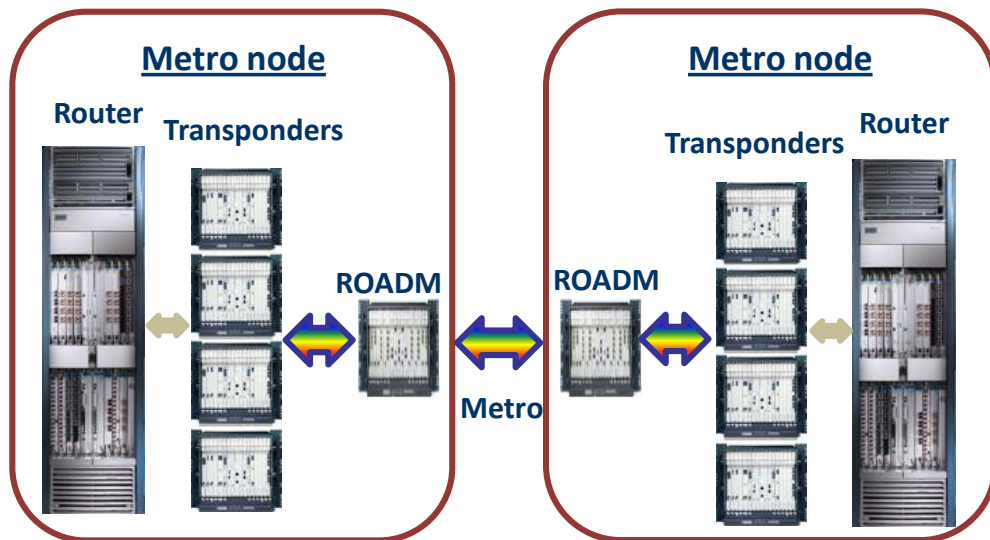 Metro node
Router
Transponders
ROADM
Metro
Metro node
Transponders
Router
ROADM